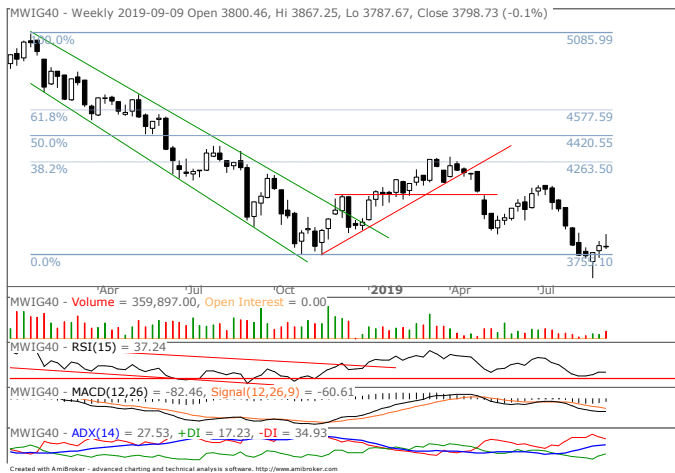 MWIG40 - Weekly 2019-09-09 Open 3800.46, Hi 3867.25, Lo 3787.67, Close 3798.73 (-0.1%)
100.0% 5085.99
61.8% 4577.59
50.0% 4420.55
38.2% 4263.50
0.0% 3755.10
Apr Jul Oct 2019 Apr Jul
MWIG40 - Volume = 359,897.00, Open Interest = 0.00
MWIG40 - RSI(15) = 37.24
MWIG40 - MACD(12,26) = -82.46, Signal(12,26,9) = -60.61
MWIG40 - ADX(14) = 27.53, +DI = 17.23, -DI = 34.93
Created with AmiBroker - advanced charting and technical analysis software. http://www.amibroker.com